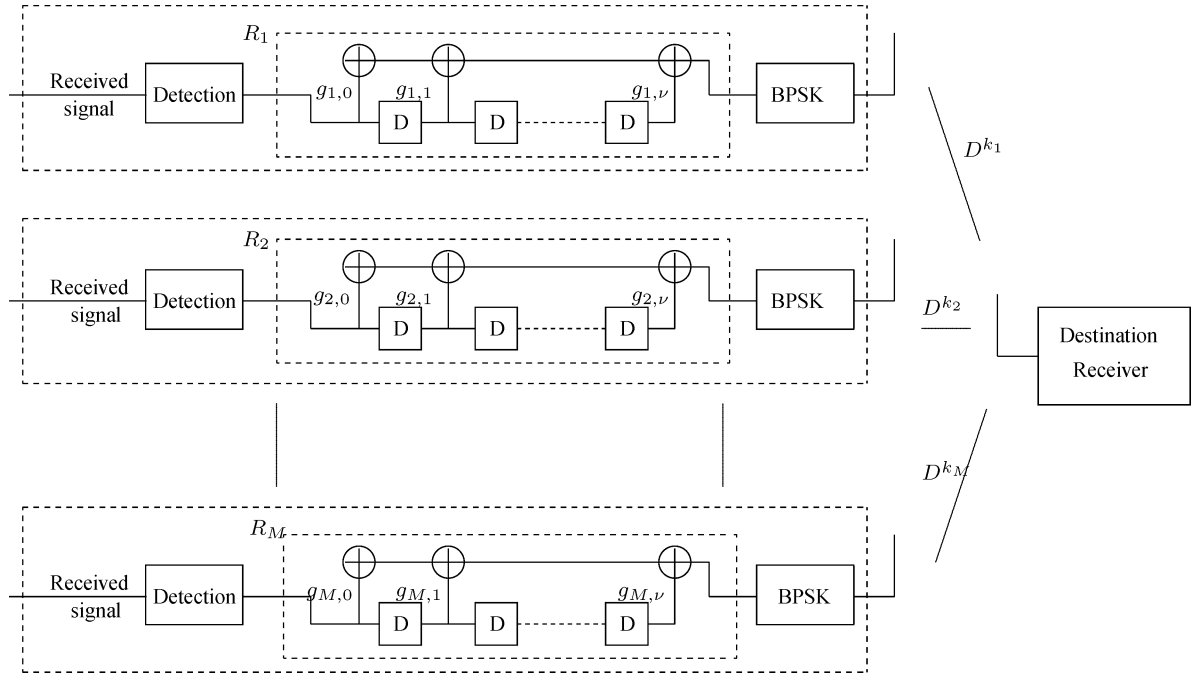 R_1
Received signal
Detection
g_{1,0}
g_{1,1}
g_{1,ν}
D
D
D
BPSK
D^{k_1}
R_2
Received signal
Detection
g_{2,0}
g_{2,1}
g_{2,ν}
D
D
D
BPSK
D^{k_2}
Destination
Receiver
D^{k_M}
R_M
Received signal
Detection
g_{M,0}
g_{M,1}
g_{M,ν}
D
D
D
BPSK